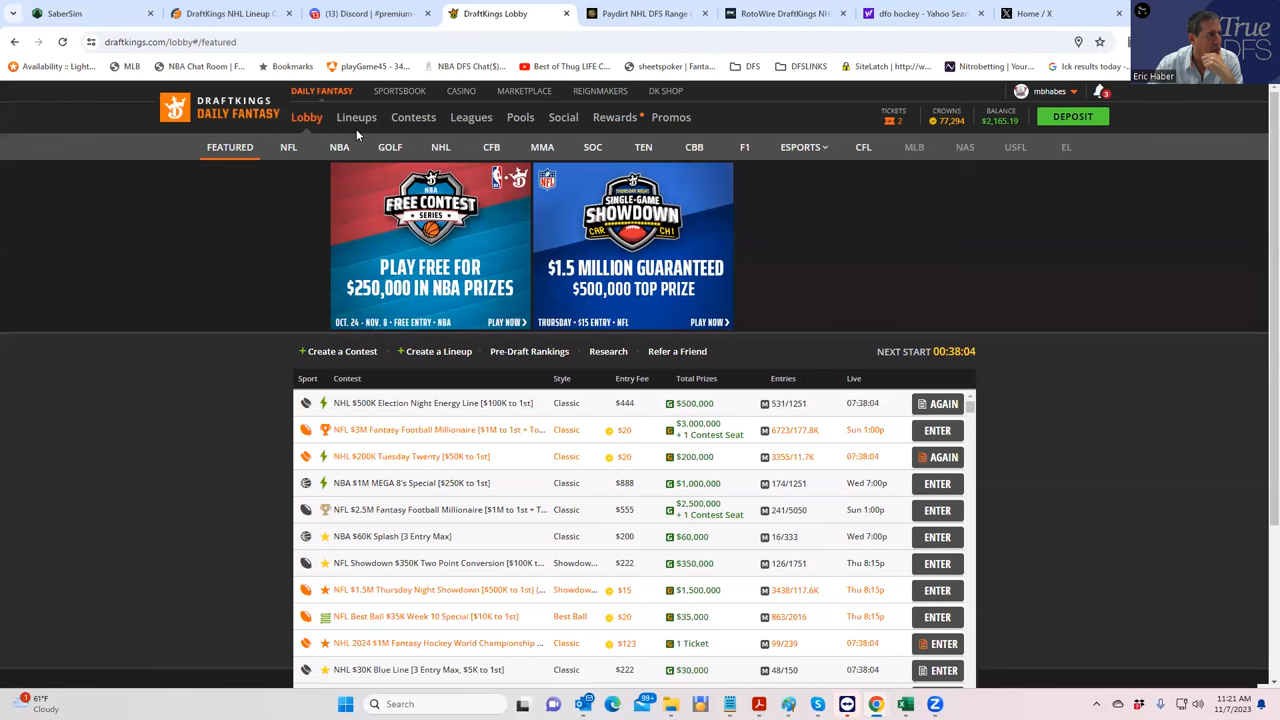 SaberSim
DraftKings NHL Lineup C
(13) Discord | #premium-
DraftKings Lobby
Paydirt NHL DFS Range o
RotoWire DraftKings NH
dfo hockey - Yahoo Sear
Home / X
draftkings.com/lobby#/featured
Availability :: Light...
MLB
NBA Chat Room | F...
Bookmarks
playGame45 - 34...
NBA DFS Chat($)...
Best of Thug LIFE C...
sheetspoker | Fanta...
DFS
DFSLINKS
SiteLatch | http://w...
Nitrobetting | Your...
Ick results today - G...
True
DFS
Eric Haber
DRAFTKINGS
DAILY FANTASY
DAILY FANTASY SPORTSBOOK CASINO MARKETPLACE REIGNMAKERS DK SHOP
mbhabes
3
Lobby Lineups Contests Leagues Pools Social Rewards Promos
TICKETS
2
CROWNS
77,294
BALANCE
$2,165.19
DEPOSIT
FEATURED NFL NBA GOLF NHL CFB MMA SOC TEN CBB F1 ESPORTS CFL MLB NAS USFL EL
NBA
FREE CONTEST
SERIES
PLAY FREE FOR
$250,000 IN NBA PRIZES
OCT. 24 - NOV. 8 • FREE ENTRY • NBA PLAY NOW
NFL
THURSDAY NIGHT
SINGLE-GAME
SHOWDOWN
CAR CHI
$1.5 MILLION GUARANTEED
$500,000 TOP PRIZE
THURSDAY • $15 ENTRY • NFL PLAY NOW
+ Create a Contest + Create a Lineup Pre-Draft Rankings Research Refer a Friend NEXT START 00:38:04
Sport Contest Style Entry Fee Total Prizes Entries Live
NHL $500K Election Night Energy Line [$100K to 1st] Classic $444 G $500,000 M 531/1251 07:38:04 AGAIN
NFL $3M Fantasy Football Millionaire [$1M to 1st + To... Classic $20 G $3,000,000 + 1 Contest Seat M 6723/177.8K Sun 1:00p ENTER
NHL $200K Tuesday Twenty [$50K to 1st] Classic $20 G $200,000 M 3355/11.7K 07:38:04 AGAIN
NBA $1M MEGA 8's Special [$250K to 1st] Classic $888 G $1,000,000 M 174/1251 Wed 7:00p ENTER
NFL $2.5M Fantasy Football Millionaire [$1M to 1st + T... Classic $555 G $2,500,000 + 1 Contest Seat M 241/5050 Sun 1:00p ENTER
NBA $60K Splash [3 Entry Max] Classic $200 G $60,000 M 16/333 Wed 7:00p ENTER
NFL Showdown $350K Two Point Conversion [$100K t... Showdow... $222 G $350,000 M 126/1751 Thu 8:15p ENTER
NFL $1.5M Thursday Night Showdown [$500K to 1st] (... Showdow... $15 G $1,500,000 M 3438/117.6K Thu 8:15p ENTER
NFL Best Ball $35K Week 10 Special [$10K to 1st] Best Ball $20 G $35,000 M 863/2016 Thu 8:15p ENTER
NHL 2024 $1M Fantasy Hockey World Championship ... Classic $123 G 1 Ticket M 99/239 07:38:04 ENTER
NHL $30K Blue Line [3 Entry Max, $5K to 1st] Classic $222 G $30,000 M 48/150 07:38:04 ENTER
1
61°F
Cloudy
Search
99+
11:21 AM
11/7/2023